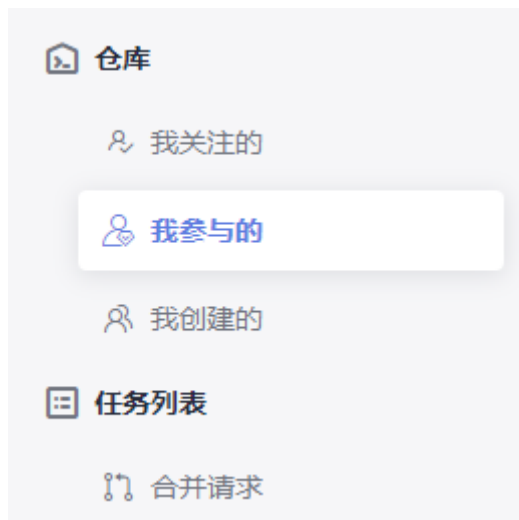 仓库
我关注的
我参与的
我创建的
任务列表
合并请求